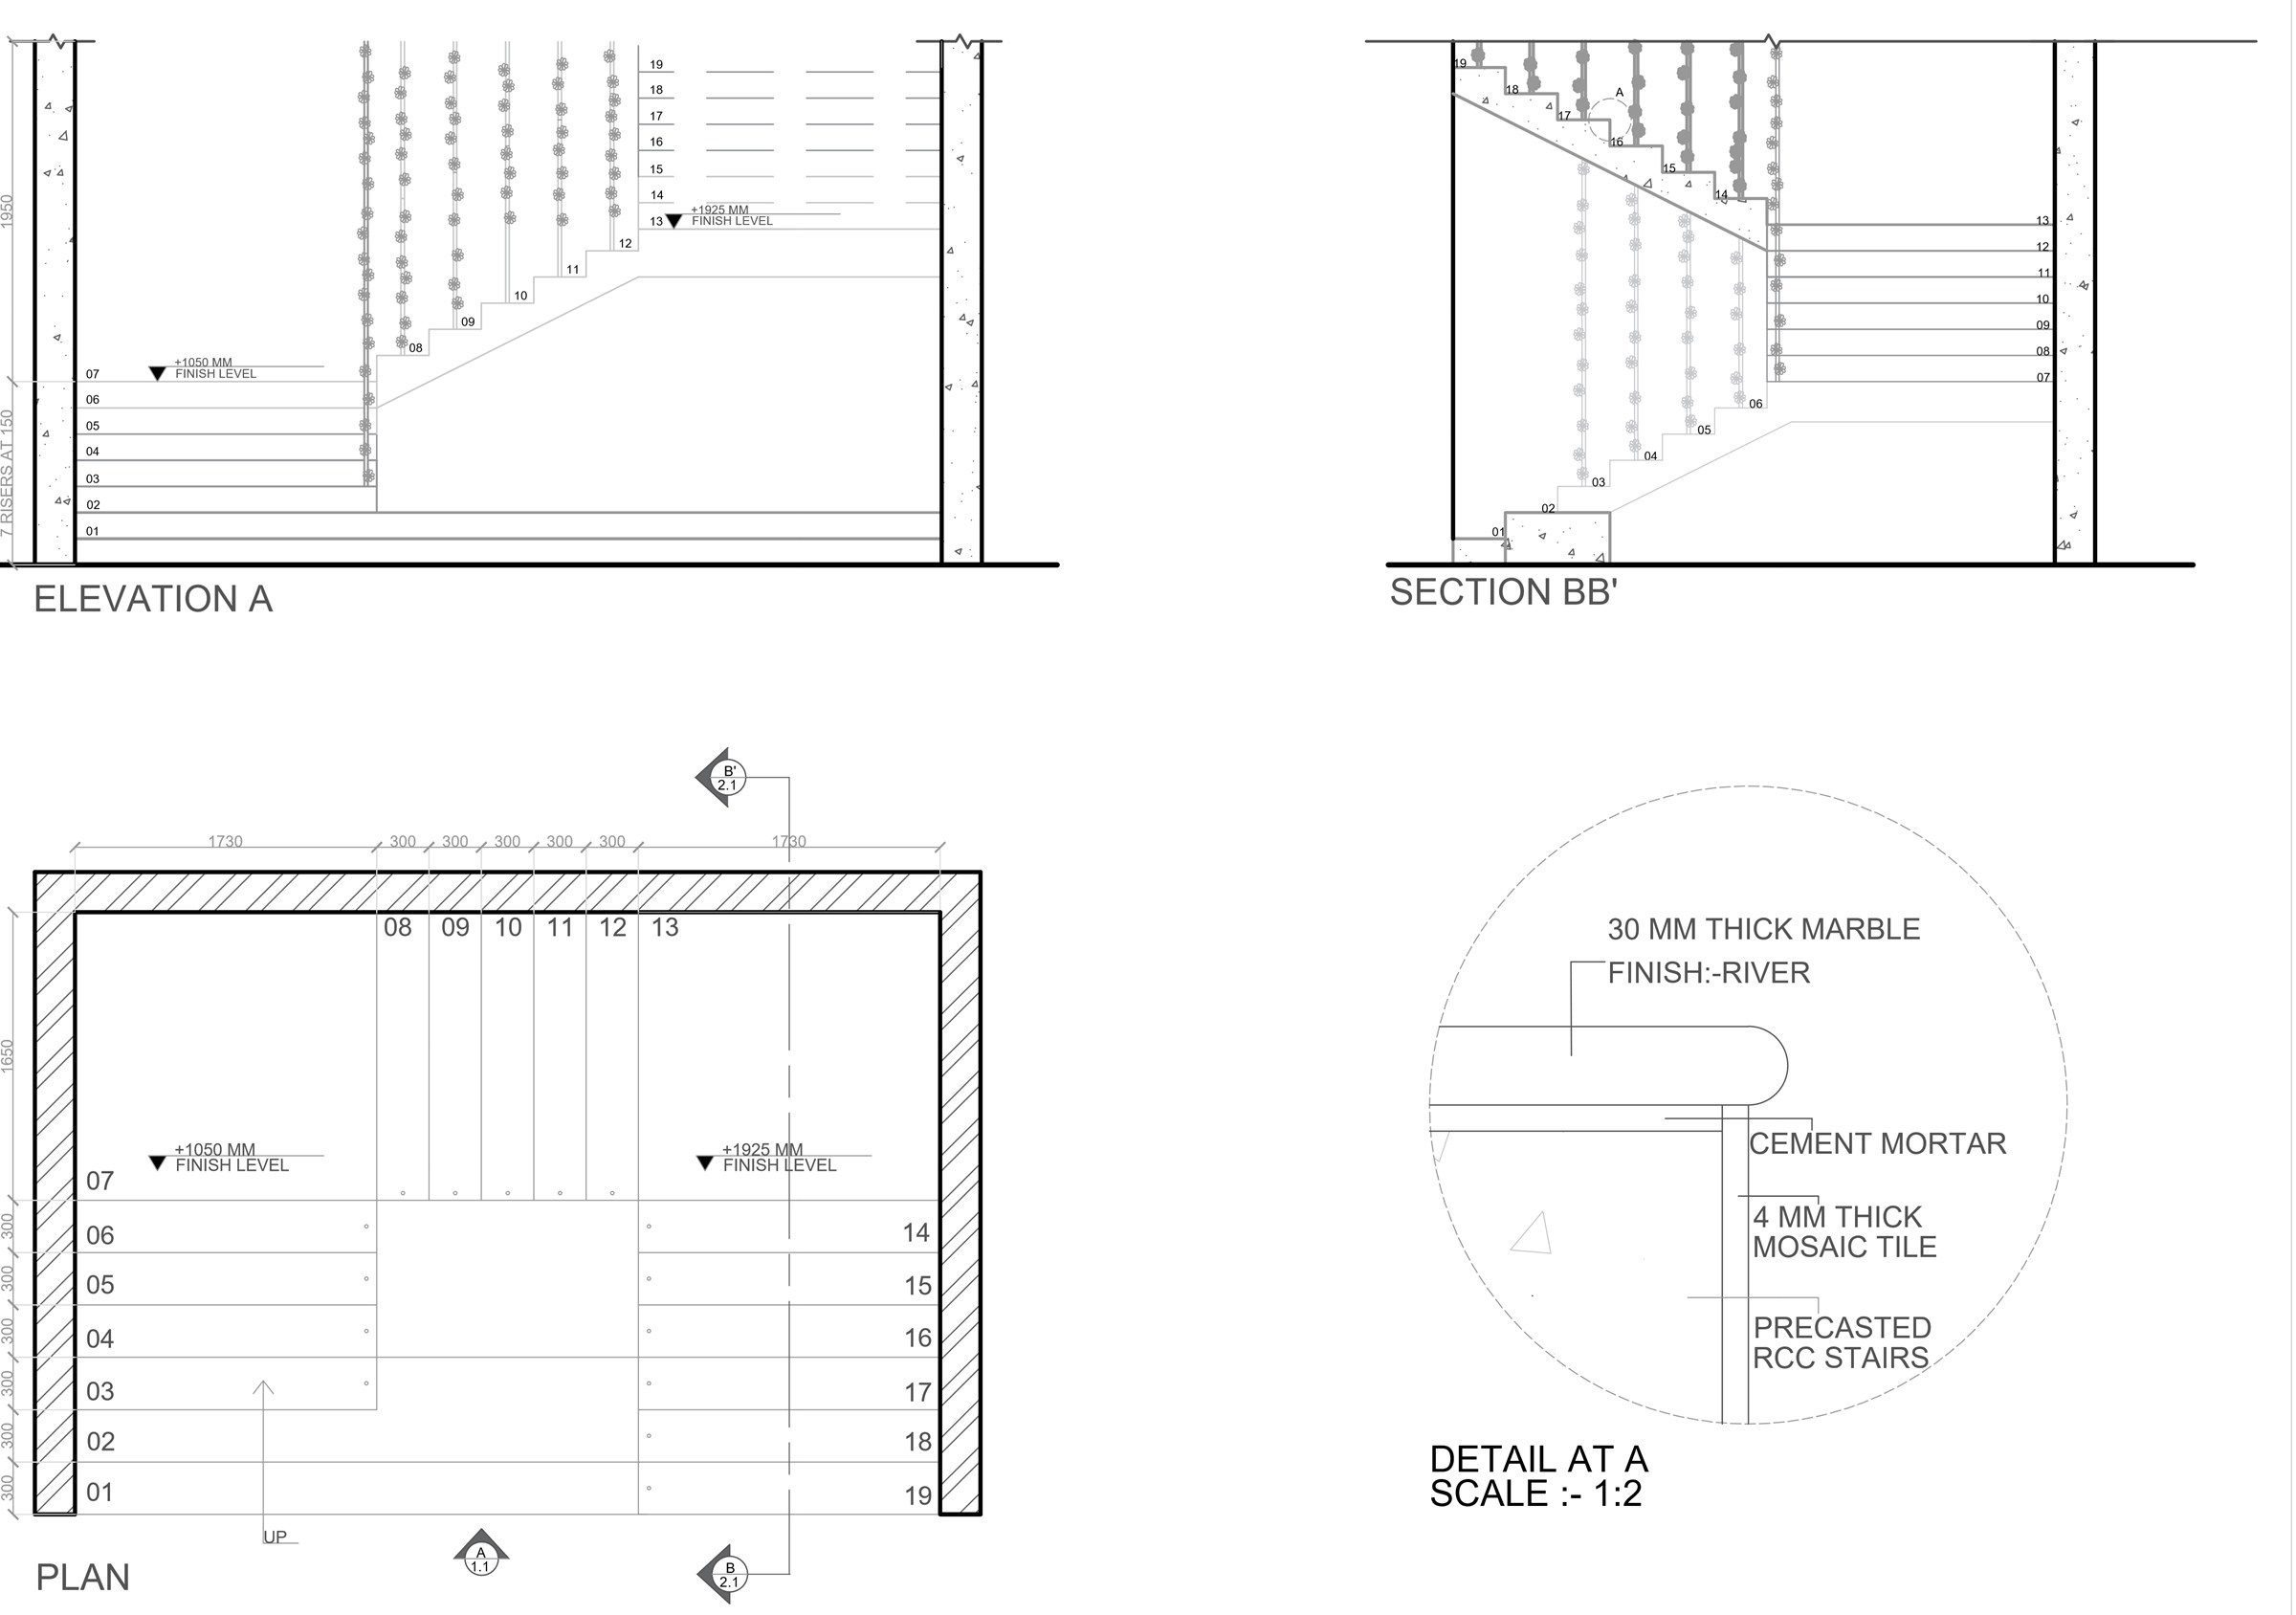 19
18
17
16
15
14
+1925 MM
13
FINISH LEVEL
12
11
10
09
08
+1050 MM
07
FINISH LEVEL
06
05
04
03
02
01
1950
7 RISERS AT 150
ELEVATION A
19
18
A
17
16
15
14
13
12
11
10
09
08
07
06
05
04
03
02
01
SECTION BB'
B'
2.1
1730
300
300
300
300
300
1730
08
09
10
11
12
13
1650
+1050 MM
FINISH LEVEL
+1925 MM
FINISH LEVEL
07
300
06
14
300
05
15
300
04
16
300
03
17
300
02
18
300
01
19
UP
A
1.1
B
2.1
PLAN
30 MM THICK MARBLE
FINISH:-RIVER
CEMENT MORTAR
4 MM THICK
MOSAIC TILE
PRECASTED
RCC STAIRS
DETAIL AT A
SCALE :- 1:2